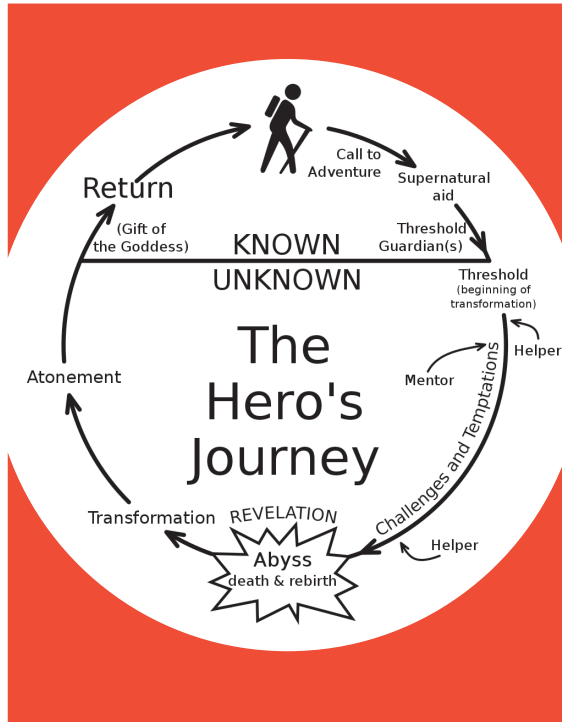 Call to
Adventure
Supernatural
aid
Return
(Gift of
the Goddess)
Threshold
Guardian(s)
KNOWN
UNKNOWN
Threshold
(beginning of
transformation)
Helper
Mentor
Challenges and Temptations
The
Hero's
Journey
Atonement
Transformation
REVELATION
Abyss
death & rebirth
Helper